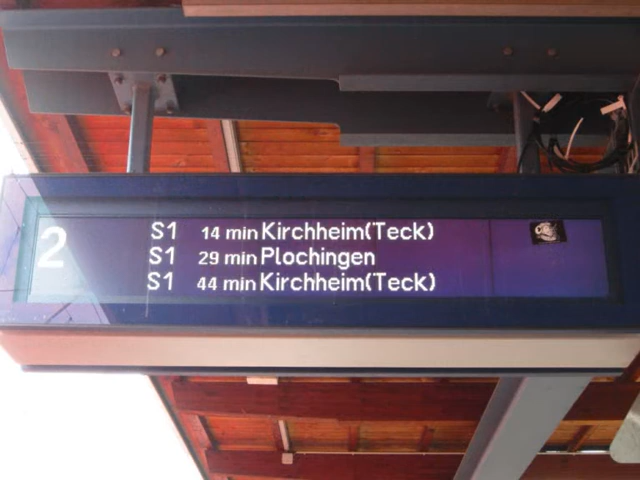 2
S1 14 min Kirchheim(Teck)
S1 29 min Plochingen
S1 44 min Kirchheim(Teck)